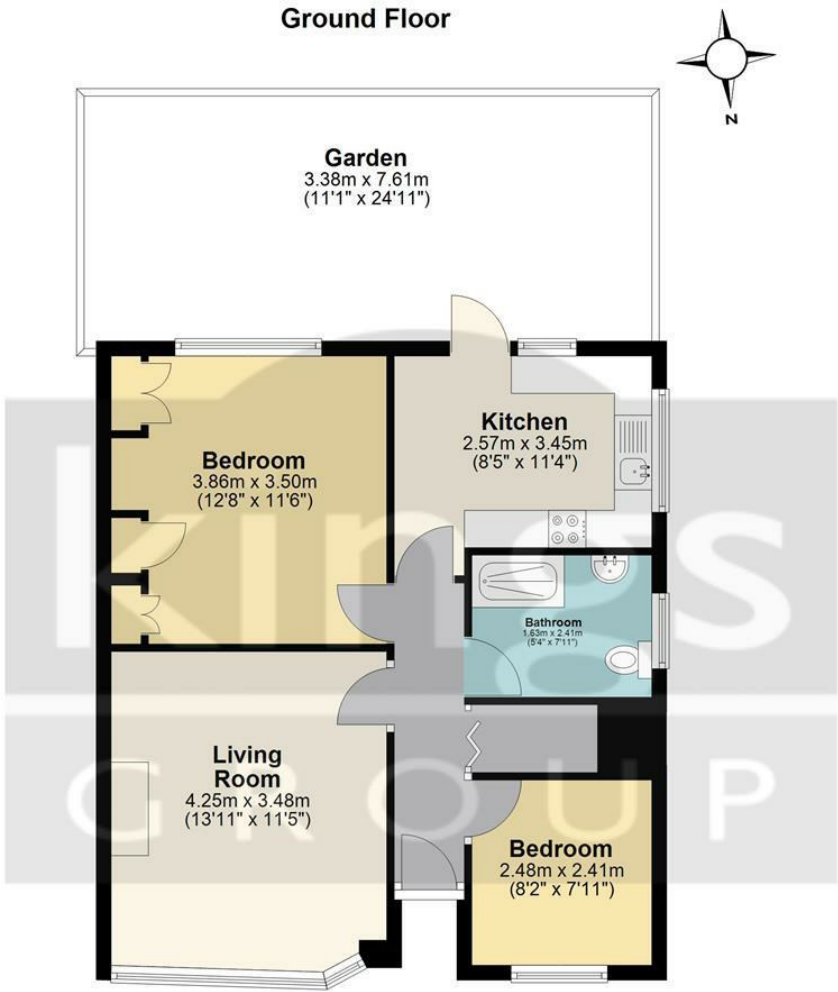 Ground Floor
N
Garden
3.38m x 7.61m
(11'1" x 24'11")
Kitchen
2.57m x 3.45m
(8'5" x 11'4")
Bedroom
3.86m x 3.50m
(12'8" x 11'6")
Bathroom
1.63m x 2.41m
(5'4" x 7'11")
Living
Room
4.25m x 3.48m
(13'11" x 11'5")
Bedroom
2.48m x 2.41m
(8'2" x 7'11")
Kings
GROUP